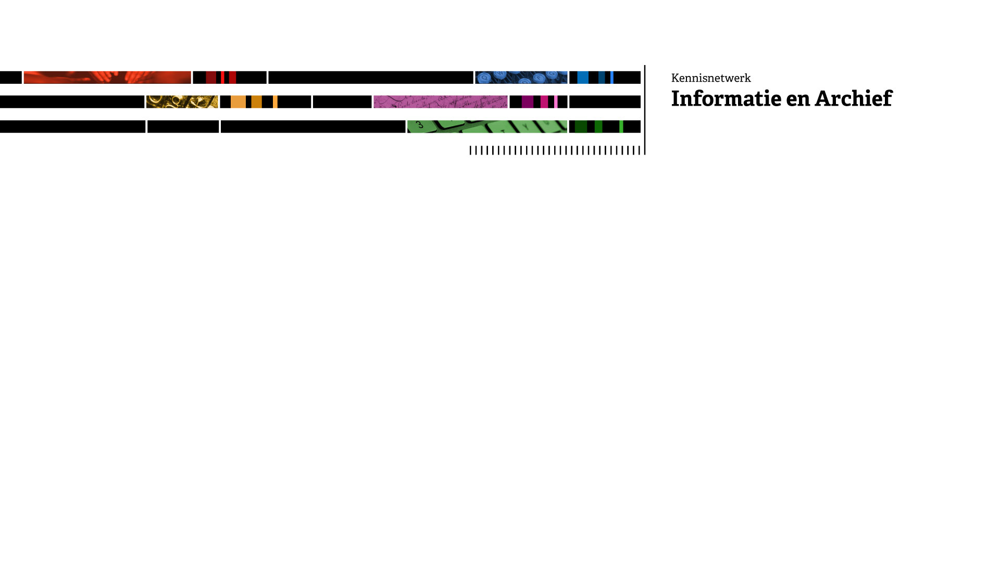 Kennisnetwerk
Informatie en Archief